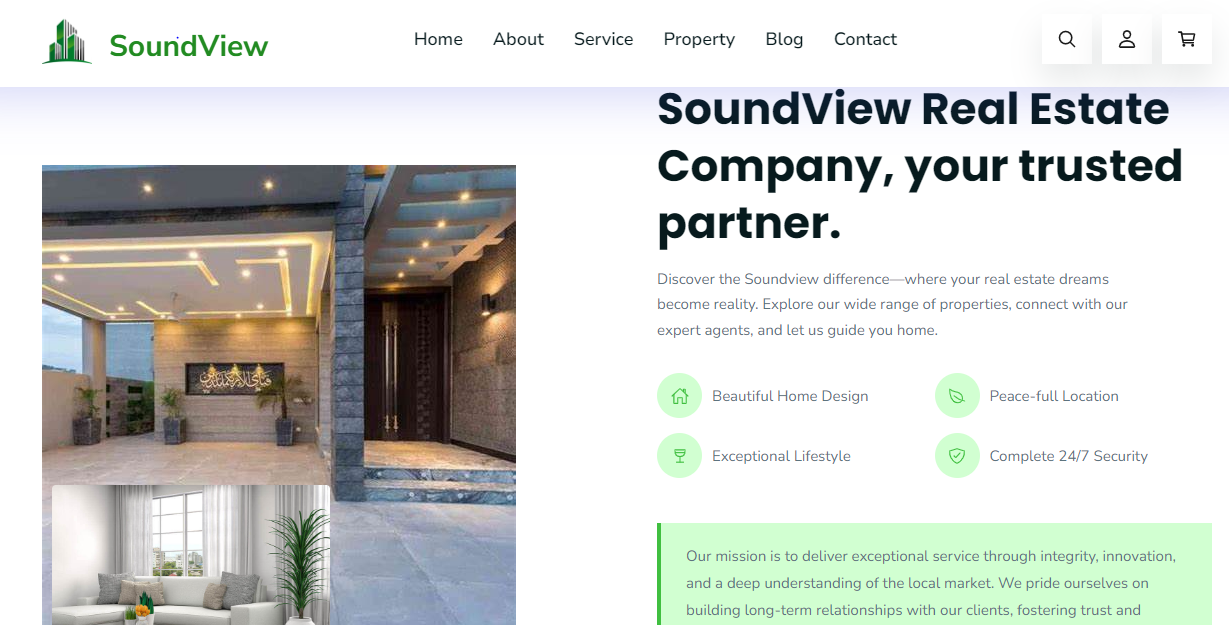 SoundView
Home About Service Property Blog Contact
SoundView Real Estate
Company, your trusted
partner.
Discover the Soundview difference—where your real estate dreams
become reality. Explore our wide range of properties, connect with our
expert agents, and let us guide you home.
Beautiful Home Design
Peace-full Location
Exceptional Lifestyle
Complete 24/7 Security
Our mission is to deliver exceptional service through integrity, innovation,
and a deep understanding of the local market. We pride ourselves on
building long-term relationships with our clients, fostering trust and